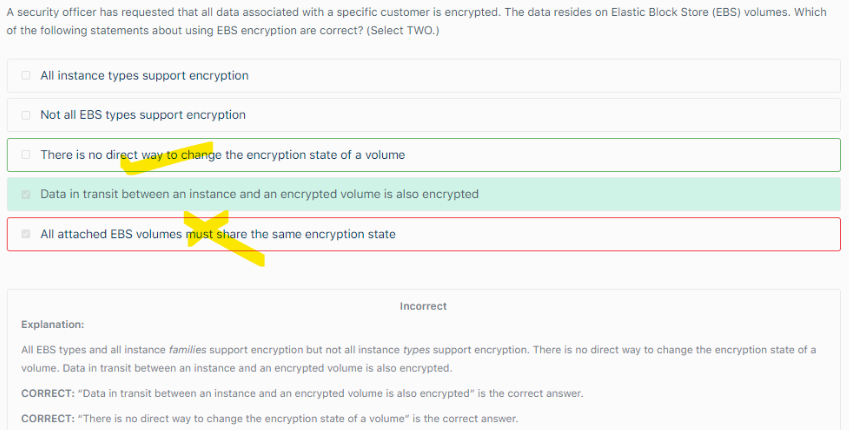 A security officer has requested that all data associated with a specific customer is encrypted. The data resides on Elastic Block Store (EBS) volumes. Which
of the following statements about using EBS encryption are correct? (Select TWO.)
All instance types support encryption
Not all EBS types support encryption
There is no direct way to change the encryption state of a volume
Data in transit between an instance and an encrypted volume is also encrypted
All attached EBS volumes must share the same encryption state
Incorrect
Explanation:
All EBS types and all instance families support encryption but not all instance types support encryption. There is no direct way to change the encryption state of a
volume. Data in transit between an instance and an encrypted volume is also encrypted.
CORRECT: “Data in transit between an instance and an encrypted volume is also encrypted” is the correct answer.
CORRECT: “There is no direct way to change the encryption state of a volume” is the correct answer.